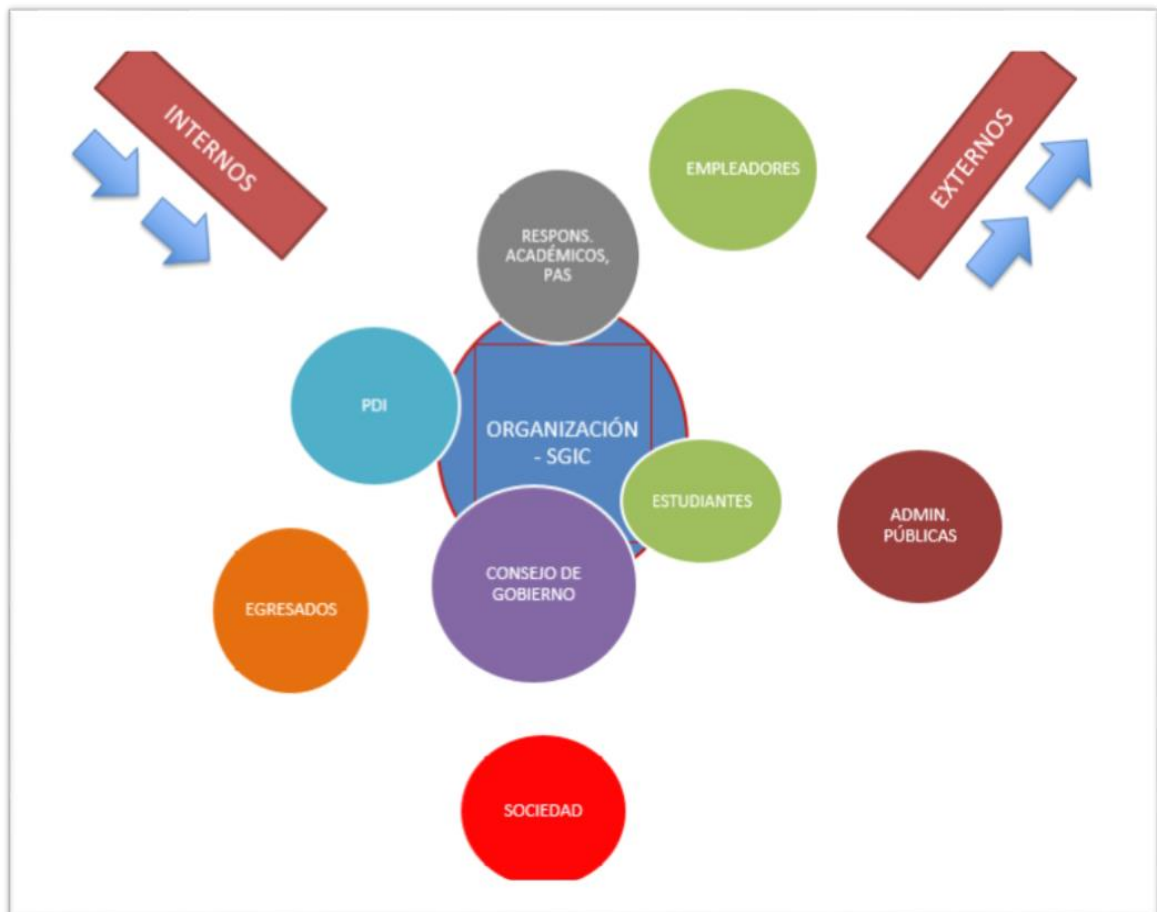 INTERNOS
EXTERNOS
EMPLEADORES
RESPONS.
ACADÉMICOS,
PAS
PDI
ORGANIZACIÓN
- SGIC
ESTUDIANTES
ADMIN.
PÚBLICAS
CONSEJO DE
GOBIERNO
EGRESADOS
SOCIEDAD